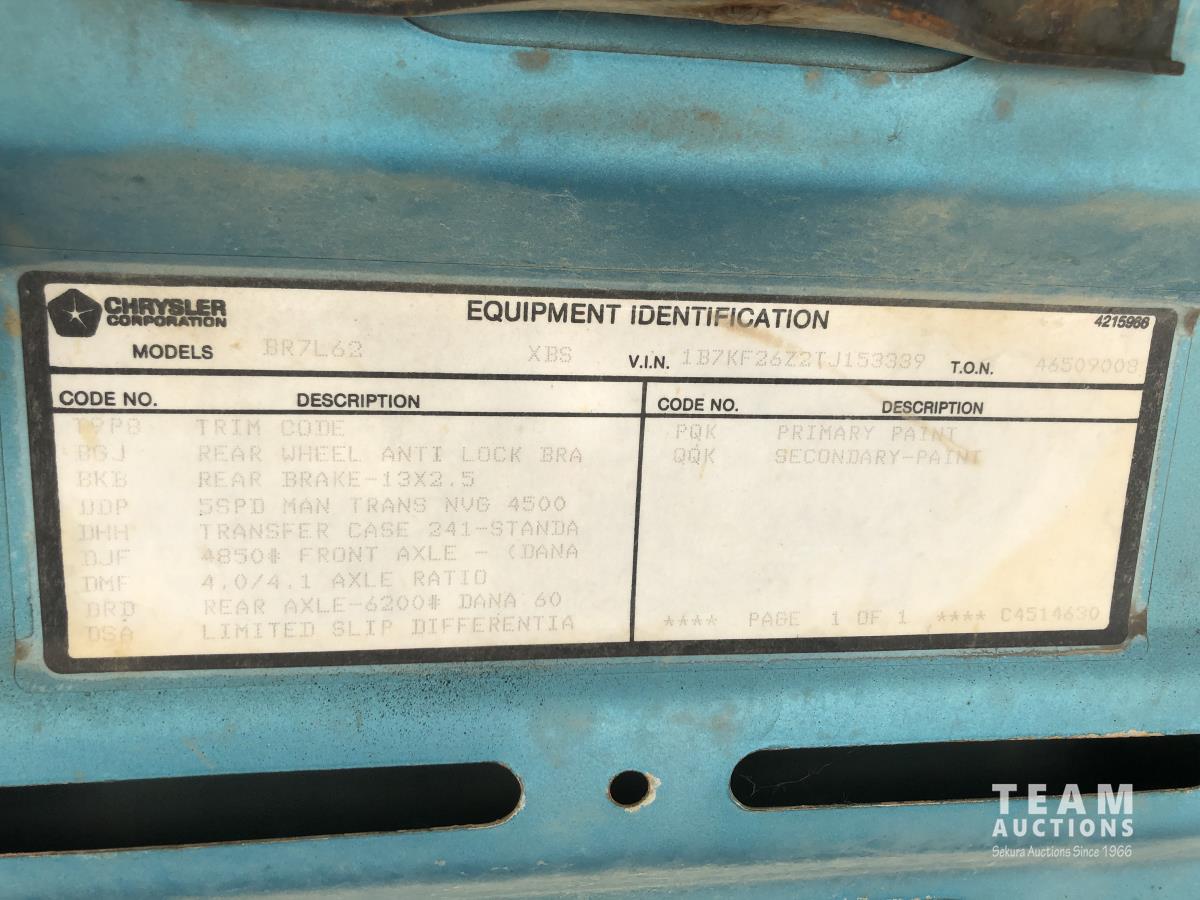 CHRYSLER
CORPORATION
EQUIPMENT IDENTIFICATION
4215966
MODELS BR7L62 XBS V.I.N. 1B7KF26Z2TJ153339 T.O.N. 46509008
CODE NO. DESCRIPTION
T9P8 TRIM CODE
BGJ REAR WHEEL ANTI LOCK BRA
BKB REAR BRAKE-13X2.5
DDP 5SPD MAN TRANS NVG 4500
DHH TRANSFER CASE 241-STANDA
DJF 4850# FRONT AXLE - (DANA
DMF 4.0/4.1 AXLE RATIO
DRD REAR AXLE-6200# DANA 60
DSA LIMITED SLIP DIFFERENTIA
CODE NO. DESCRIPTION
PQK PRIMARY PAINT
QQK SECONDARY-PAINT
**** PAGE 1 OF 1 **** C4514630
TEAM
AUCTIONS
Sekura Auctions Since 1966